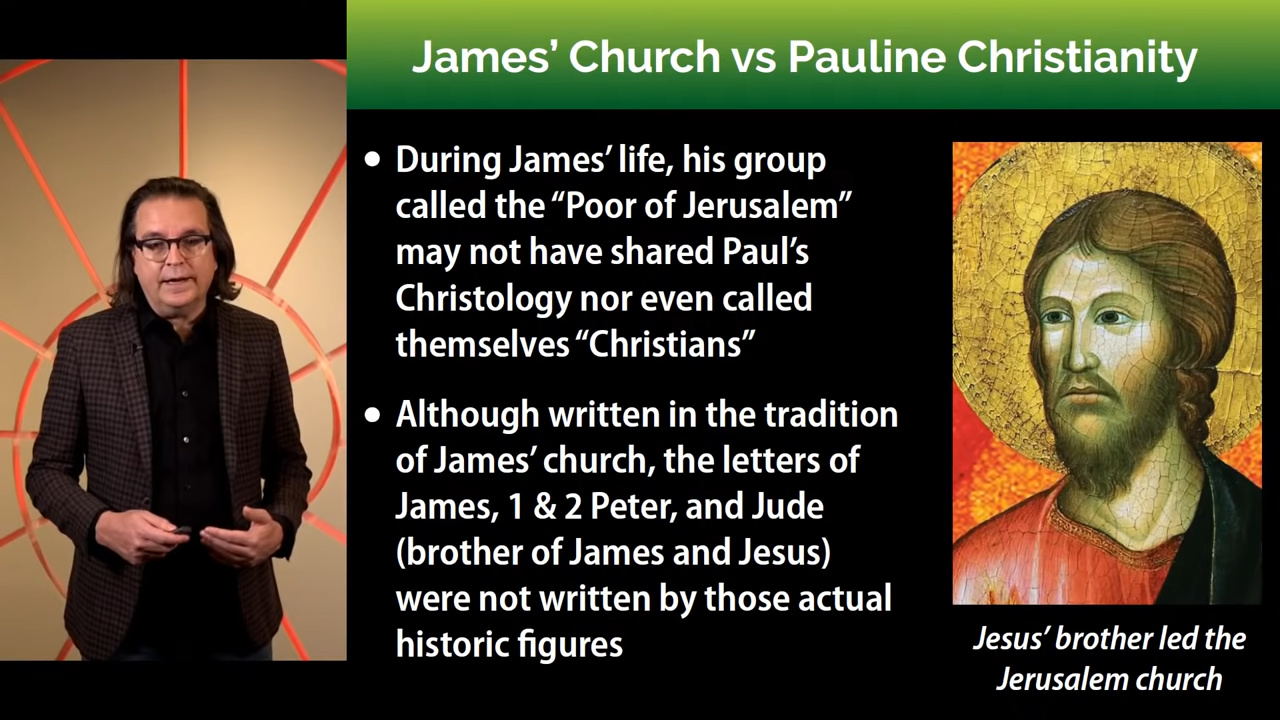 James’ Church vs Pauline Christianity
• During James’ life, his group
called the “Poor of Jerusalem”
may not have shared Paul’s
Christology nor even called
themselves “Christians”
• Although written in the tradition
of James’ church, the letters of
James, 1 & 2 Peter, and Jude
(brother of James and Jesus)
were not written by those actual
historic figures
Jesus’ brother led the
Jerusalem church